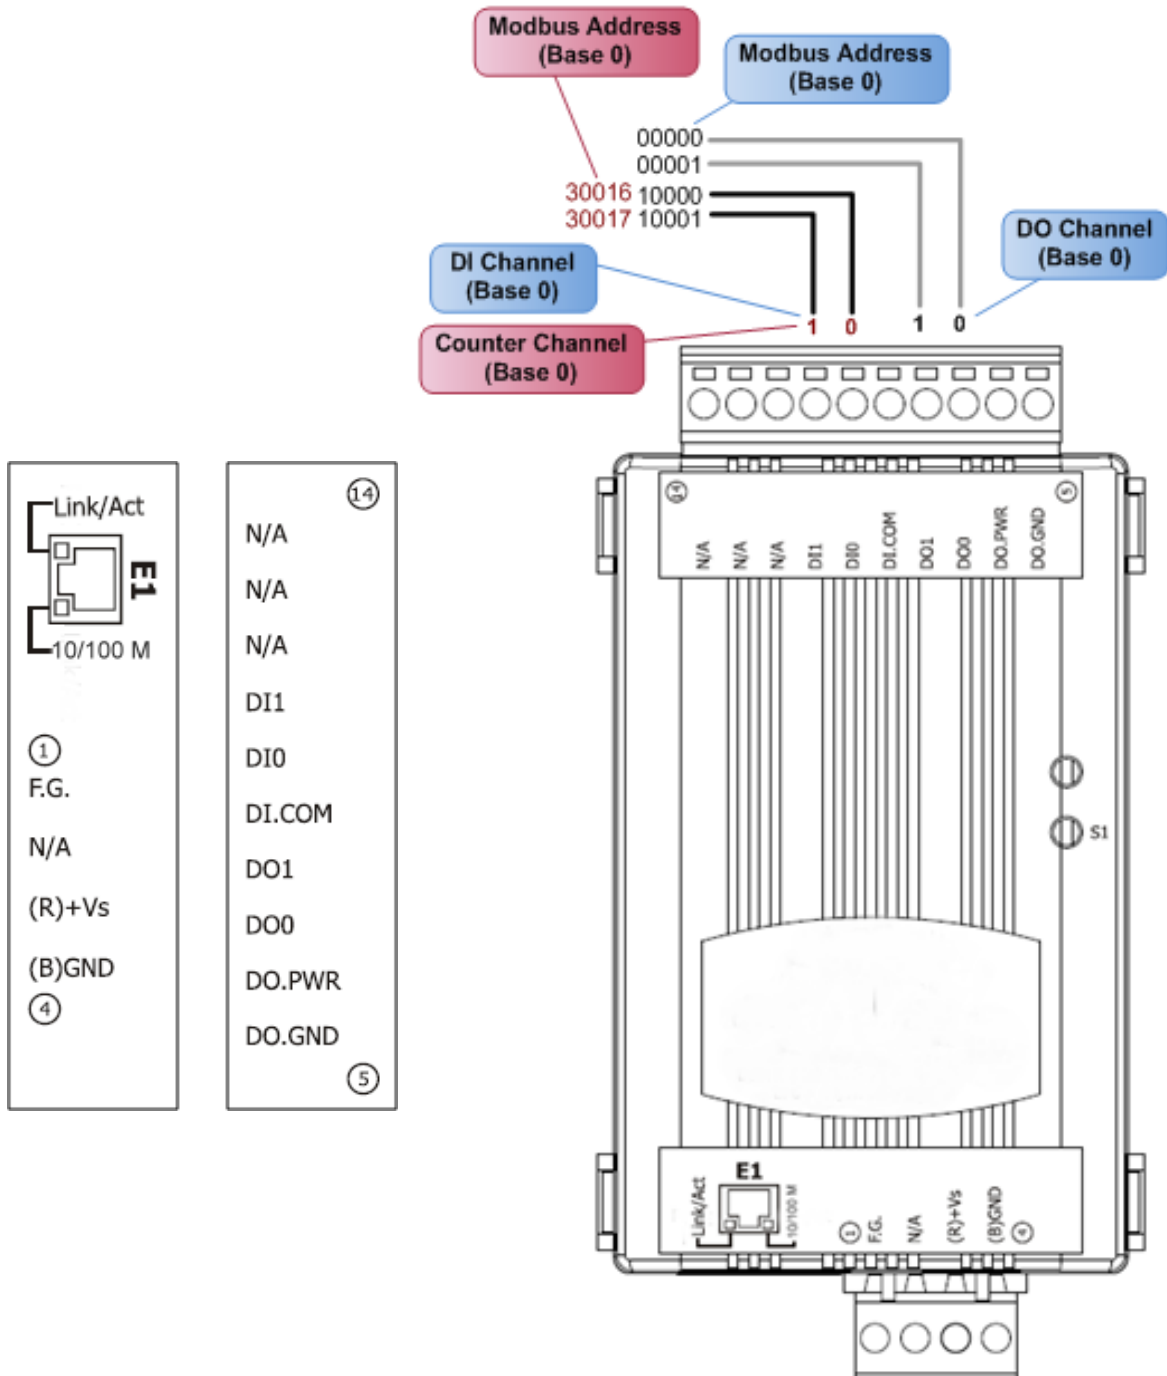 Modbus Address
(Base 0)
Modbus Address
(Base 0)
00000
00001
30016 10000
30017 10001
DI Channel
(Base 0)
DO Channel
(Base 0)
Counter Channel
(Base 0)
1 0 1 0
Link/Act
E1
10/100 M
1
F.G.
N/A
(R)+Vs
(B)GND
4
14
N/A
N/A
N/A
DI1
DI0
DI.COM
DO1
DO0
DO.PWR
DO.GND
5
14
5
N/A
N/A
N/A
DI1
DI0
DI.COM
DO1
DO0
DO.PWR
DO.GND
S1
E1
Link/Act
10/100 M
1
F.G.
N/A
(R)+Vs
(B)GND
4